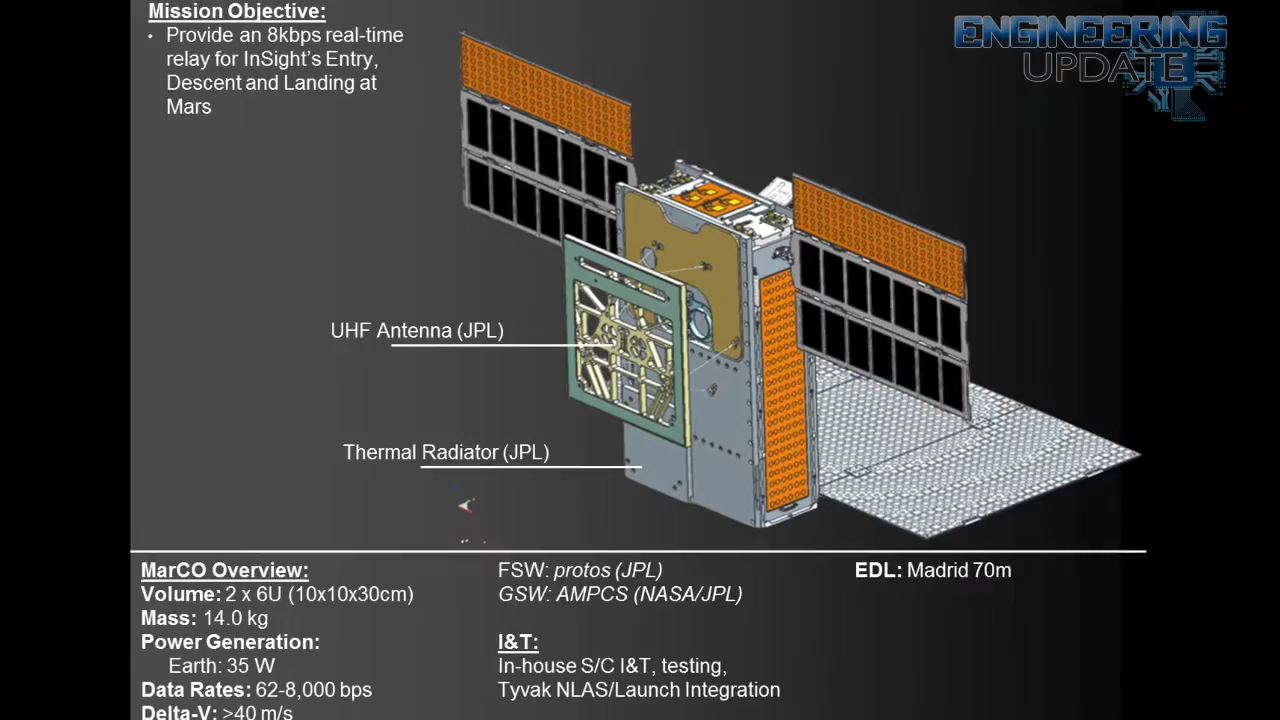 Mission Objective:
• Provide an 8kbps real-time
relay for InSight's Entry,
Descent and Landing at
Mars
ENGINEERING
UPDATE
UHF Antenna (JPL)
Thermal Radiator (JPL)
MarCO Overview:
Volume: 2 x 6U (10x10x30cm)
Mass: 14.0 kg
Power Generation:
Earth: 35 W
Data Rates: 62-8,000 bps
Delta-V: >40 m/s
FSW: protos (JPL)
GSW: AMPCS (NASA/JPL)
I&T:
In-house S/C I&T, testing,
Tyvak NLAS/Launch Integration
EDL: Madrid 70m